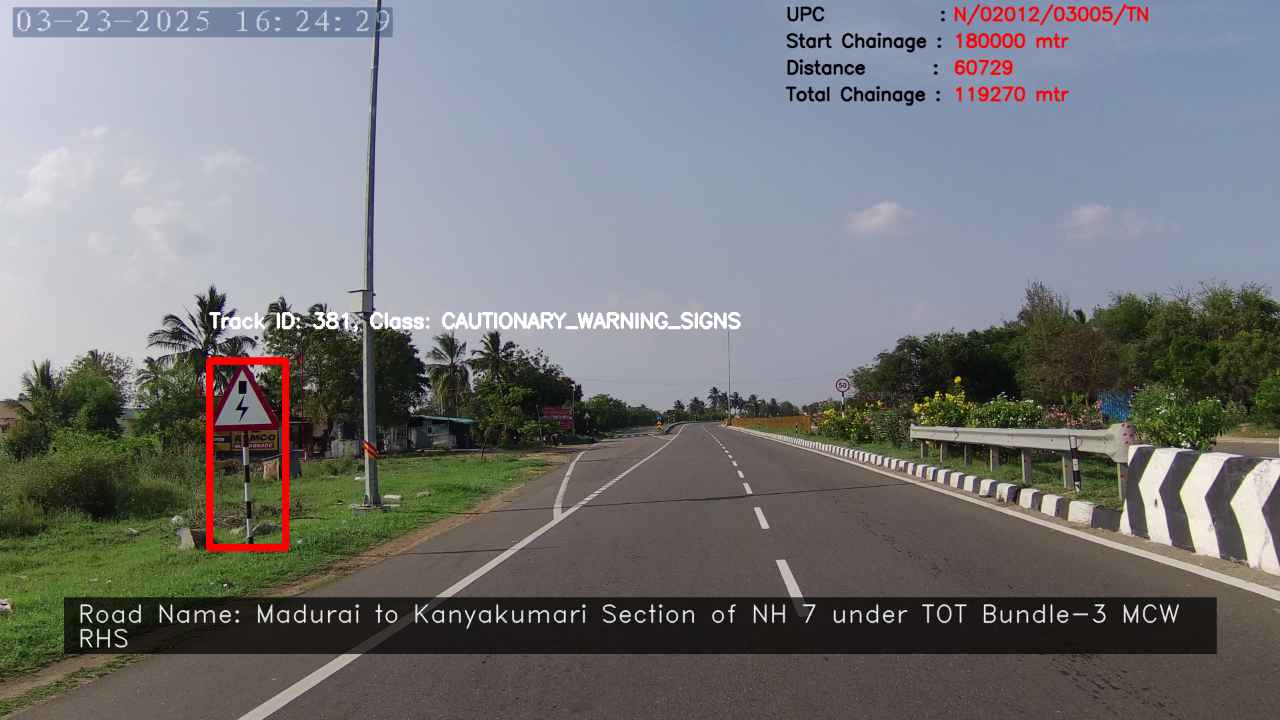 03-23-2025 16:24:29
UPC : N/02012/03005/TN
Start Chainage : 180000 mtr
Distance : 60729
Total Chainage : 119270 mtr
Track ID: 381, Class: CAUTIONARY_WARNING_SIGNS
50
RAMCO
Road Name: Madurai to Kanyakumari Section of NH 7 under TOT Bundle-3 MCW
RHS